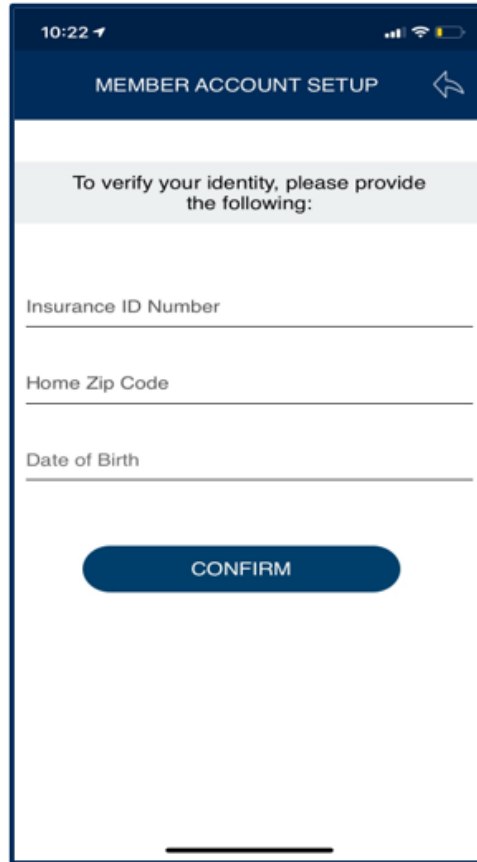 10:22
MEMBER ACCOUNT SETUP
To verify your identity, please provide
the following:
Insurance ID Number
Home Zip Code
Date of Birth
CONFIRM